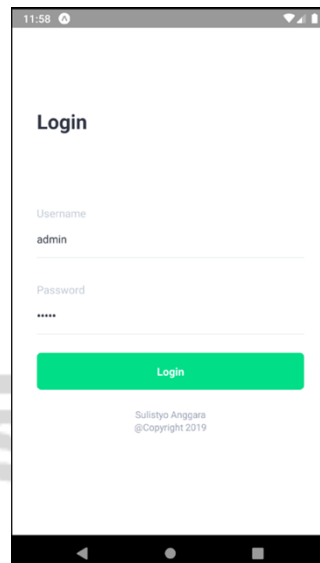 11:58
Login
Username
admin
Password
•••••
Login
Sulistyo Anggara
@Copyright 2019